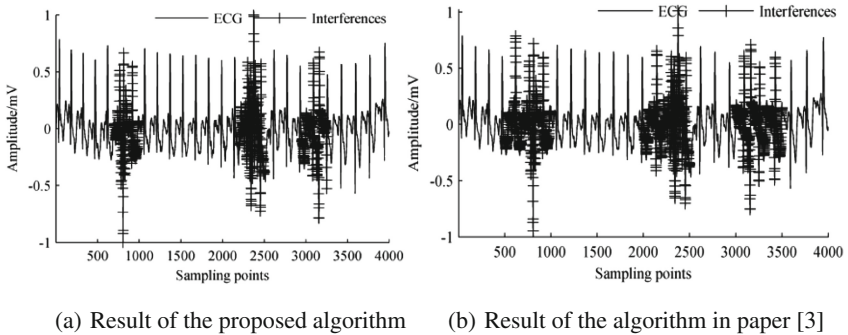 ECG Interferences
1
0.5
0
-0.5
-1
Amplitude/mV
500 1000 1500 2000 2500 3000 3500 4000
Sampling points
(a) Result of the proposed algorithm
ECG Interferences
1
0.5
0
-0.5
-1
Amplitude/mV
500 1000 1500 2000 2500 3000 3500 4000
Sampling points
(b) Result of the algorithm in paper [3]